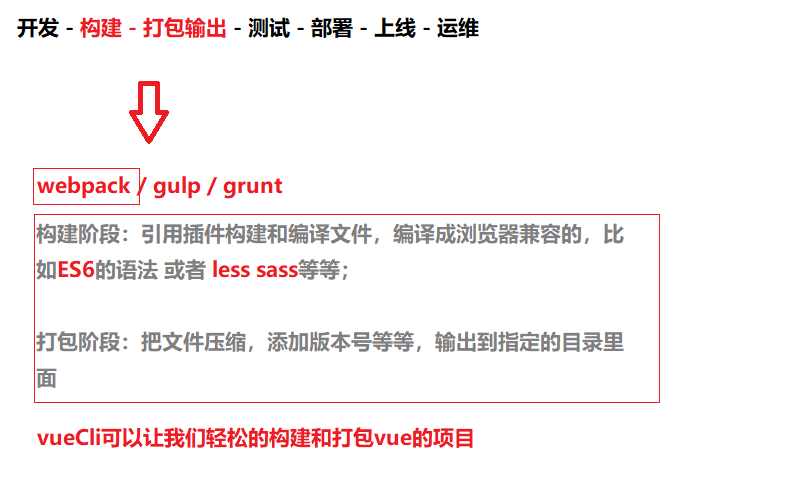 开发 - 构建 - 打包输出 - 测试 - 部署 - 上线 - 运维
webpack / gulp / grunt
构建阶段：引用插件构建和编译文件，编译成浏览器兼容的，比
如ES6的语法 或者 less sass等等；
打包阶段：把文件压缩，添加版本号等等，输出到指定的目录里
面
vueCli可以让我们轻松的构建和打包vue的项目